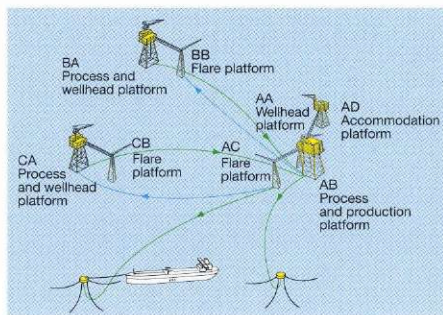 BA
Process and
wellhead platform
BB
Flare platform
AA
Wellhead
platform
AD
Accommodation
platform
CB
Flare
platform
CA
Process
and wellhead
platform
AC
Flare
platform
AB
Process
and production
platform